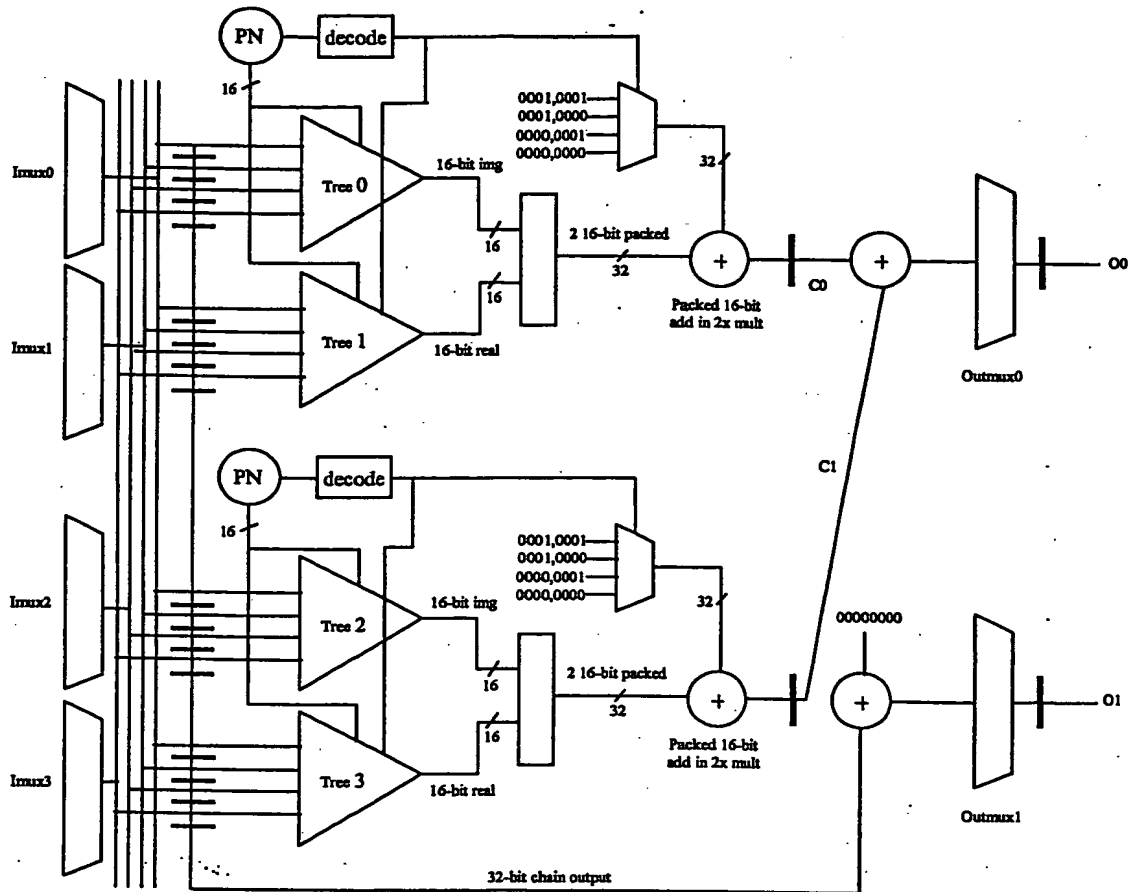 PN
decode
16
Imux0
Tree 0
16-bit img
16
0001,0001
0001,0000
0000,0001
0000,0000
32
2 16-bit packed
32
+
Packed 16-bit
add in 2x mult
C0
+
O0
Outmux0
Imux1
Tree 1
16-bit real
16
C1
PN
decode
16
Imux2
Tree 2
16-bit img
16
0001,0001
0001,0000
0000,0001
0000,0000
32
2 16-bit packed
32
+
Packed 16-bit
add in 2x mult
00000000
+
O1
Outmux1
Imux3
Tree 3
16-bit real
16
32-bit chain output